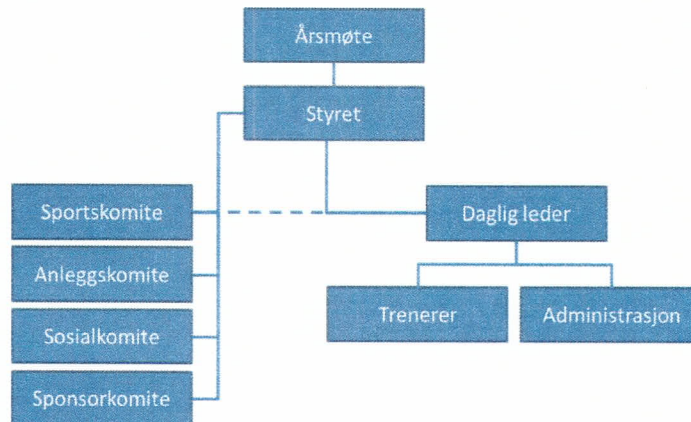 Årsmøte
Styret
Sportskomite
Daglig leder
Anleggskomite
Trenerer
Administrasjon
Sosialkomite
Sponsorkomite